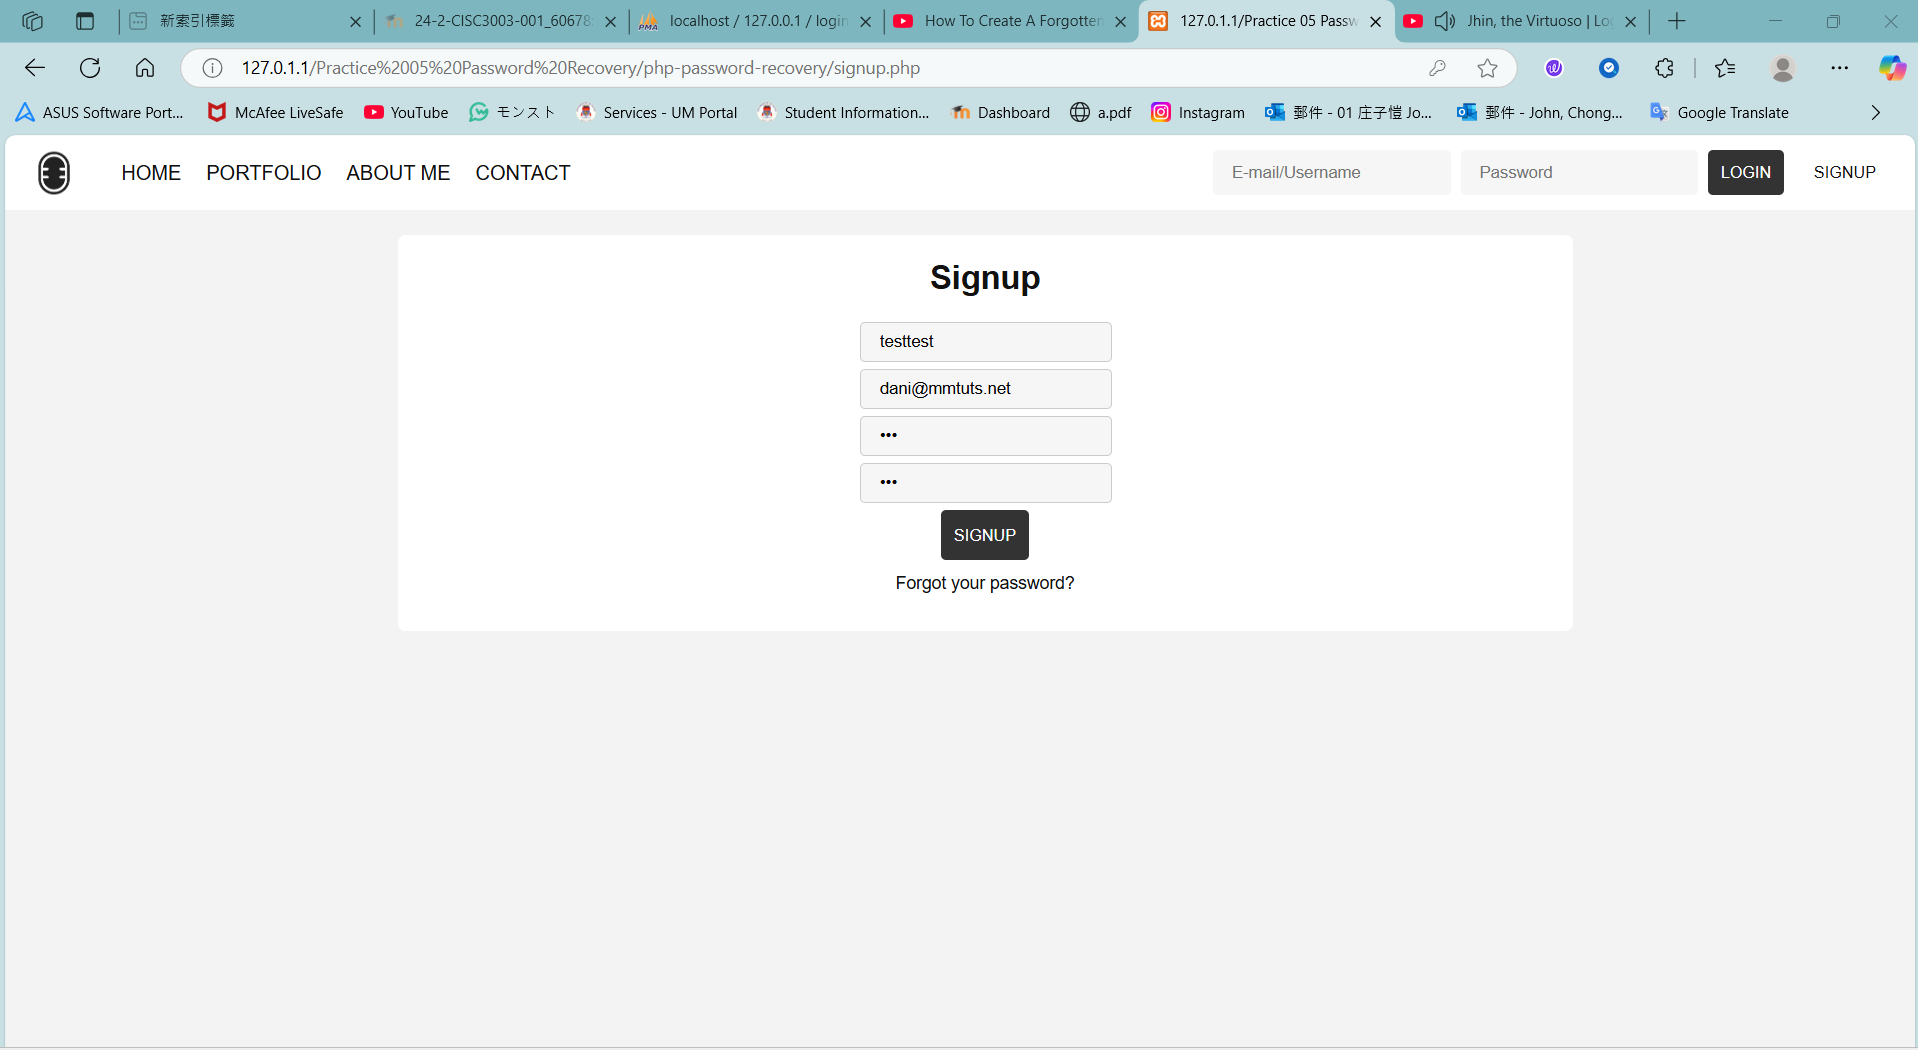 新索引標籤
24-2-CISC3003-001_60678
localhost / 127.0.0.1 / login
How To Create A Forgotten
127.0.1.1/Practice 05 Passw
Jhin, the Virtuoso | Lo
127.0.1.1/Practice%2005%20Password%20Recovery/php-password-recovery/signup.php
ASUS Software Port...
McAfee LiveSafe
YouTube
モンスト
Services - UM Portal
Student Information...
Dashboard
a.pdf
Instagram
郵件 - 01 庄子愷 Jo...
郵件 - John, Chong...
Google Translate
HOME
PORTFOLIO
ABOUT ME
CONTACT
E-mail/Username
Password
LOGIN
SIGNUP
Signup
testtest
dani@mmtuts.net
•••
•••
SIGNUP
Forgot your password?